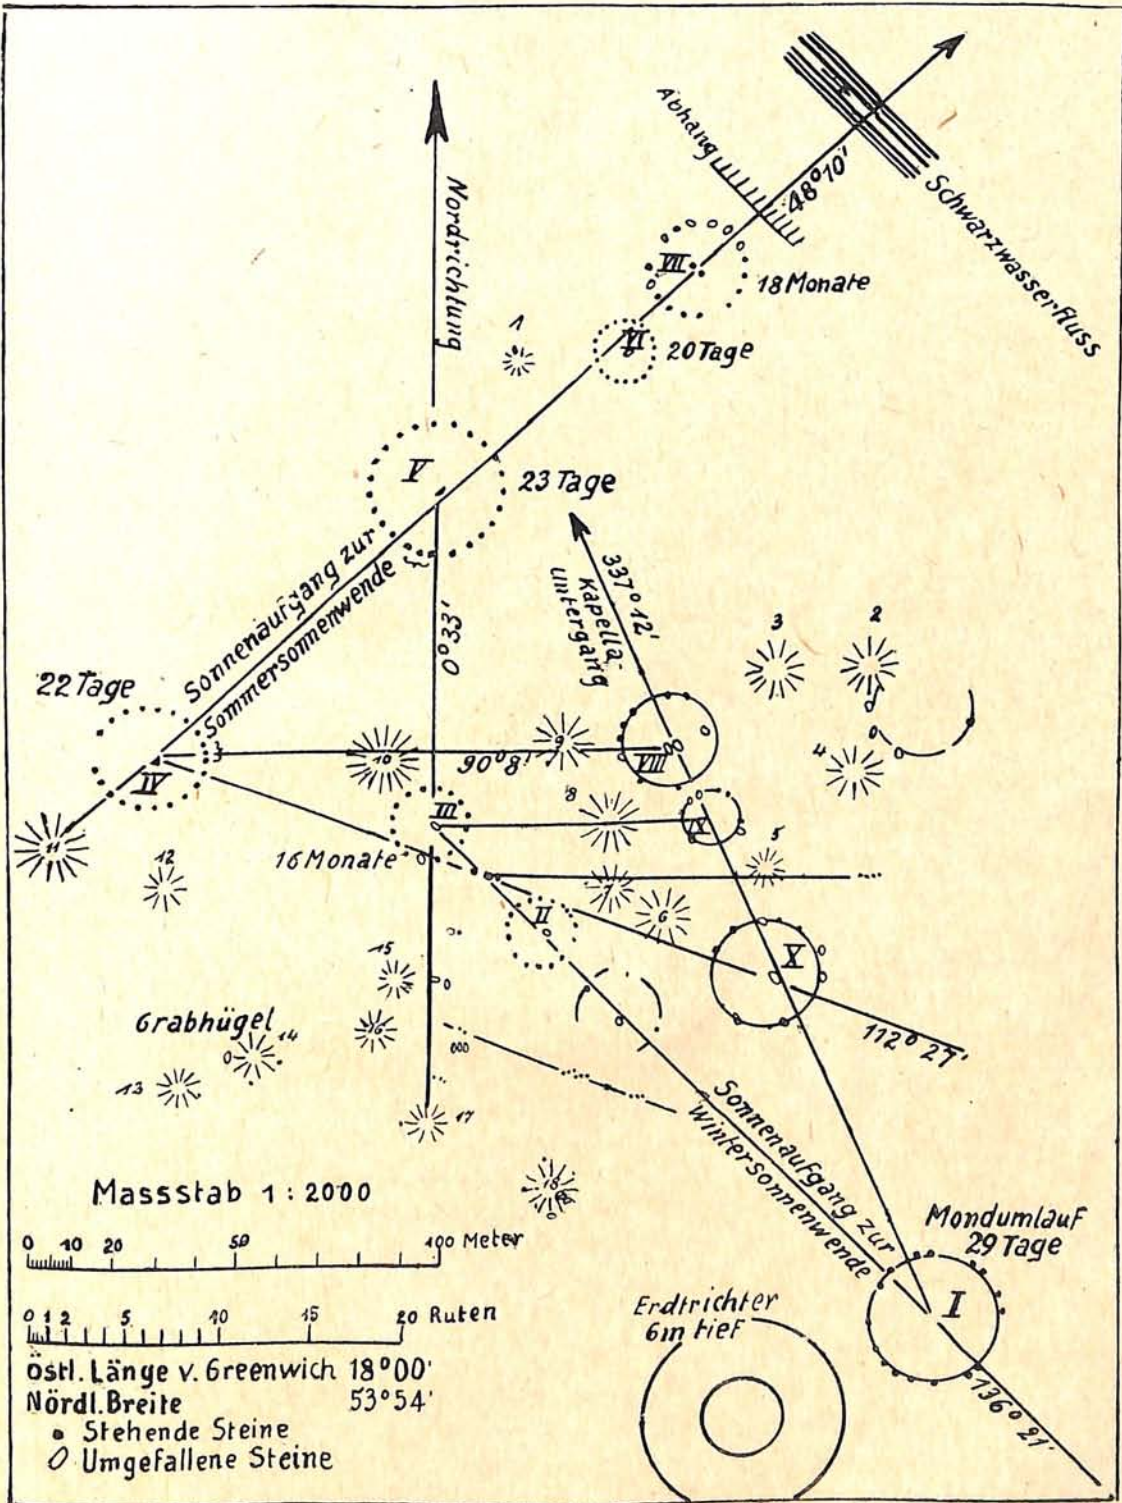 Abhang
48°10'
Schwarzwasserfluss
Nordrichtung
VII
18 Monate
1
VI
20 Tage
V
23 Tage
Sonnenaufgang zur
Sommersonnenwende
0°33'
337°12'
Kapella-
untergang
3
2
22 Tage
IV
10
90°8'
9
VIII
4
11
III
8
IX
12
16 Monate
5
7
6
II
X
15
112° 27'
Grabhügel
14
16
13
17
Sonnenaufgang zur
Wintersonnenwende
18
Massstab 1 : 2000
0 10 20 50 100 Meter
0 1 2 5 10 15 20 Ruten
Mondumlauf
29 Tage
I
Erdtrichter
6m tief
136° 21'
Östl. Länge v. Greenwich 18°00'
Nördl. Breite 53°54'
Stehende Steine
Umgefallene Steine